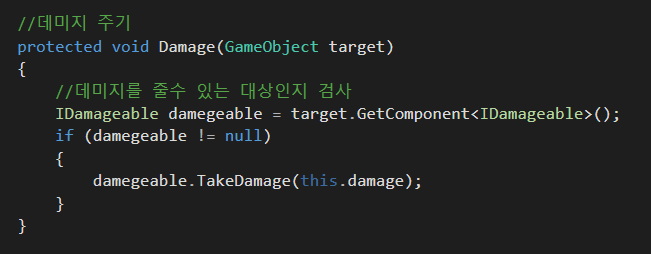 //데미지 주기
protected void Damage(GameObject target)
{
//데미지를 줄수 있는 대상인지 검사
IDamageable damegeable = target.GetComponent<IDamageable>();
if (damegeable != null)
{
damegeable.TakeDamage(this.damage);
}
}